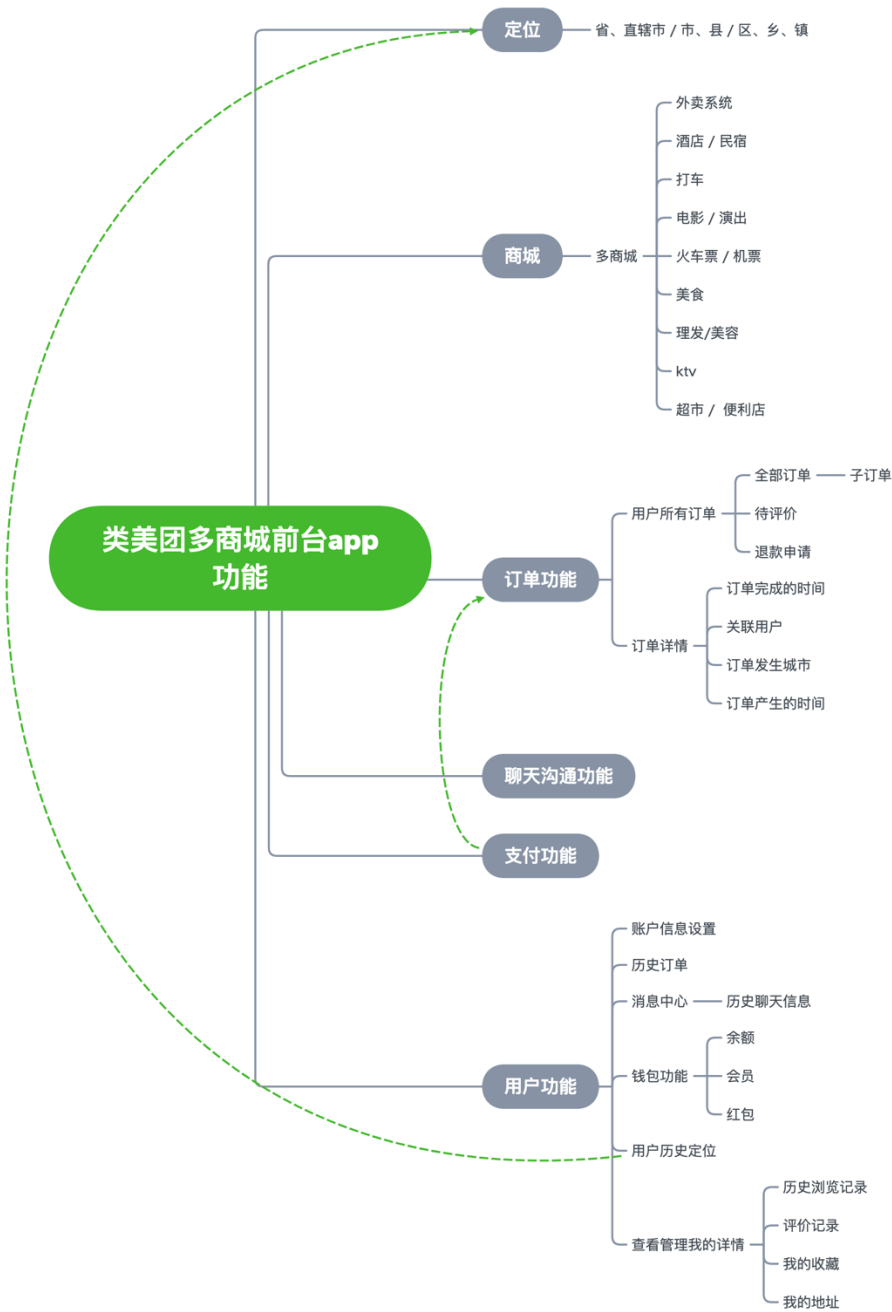 定位
省、直辖市 / 市、县 / 区、乡、镇
商城
多商城
外卖系统
酒店 / 民宿
打车
电影 / 演出
火车票 / 机票
美食
理发/美容
ktv
超市 / 便利店
类美团多商城前台app
功能
订单功能
用户所有订单
全部订单
子订单
待评价
退款申请
订单详情
订单完成的时间
关联用户
订单发生城市
订单产生的时间
聊天沟通功能
支付功能
用户功能
账户信息设置
历史订单
消息中心
历史聊天信息
钱包功能
余额
会员
红包
用户历史定位
查看管理我的详情
历史浏览记录
评价记录
我的收藏
我的地址